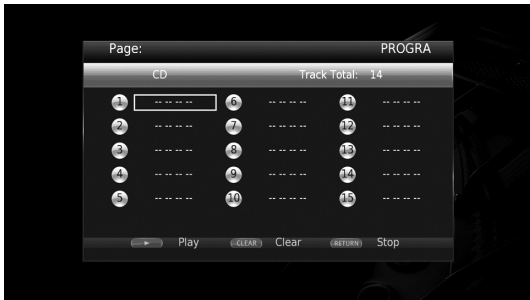 Page: PROGRA
CD Track Total: 14
1 -- -- -- -- 6 -- -- -- -- 11 -- -- -- --
2 -- -- -- -- 7 -- -- -- -- 12 -- -- -- --
3 -- -- -- -- 8 -- -- -- -- 13 -- -- -- --
4 -- -- -- -- 9 -- -- -- -- 14 -- -- -- --
5 -- -- -- -- 10 -- -- -- -- 15 -- -- -- --
Play CLEAR Clear RETURN Stop